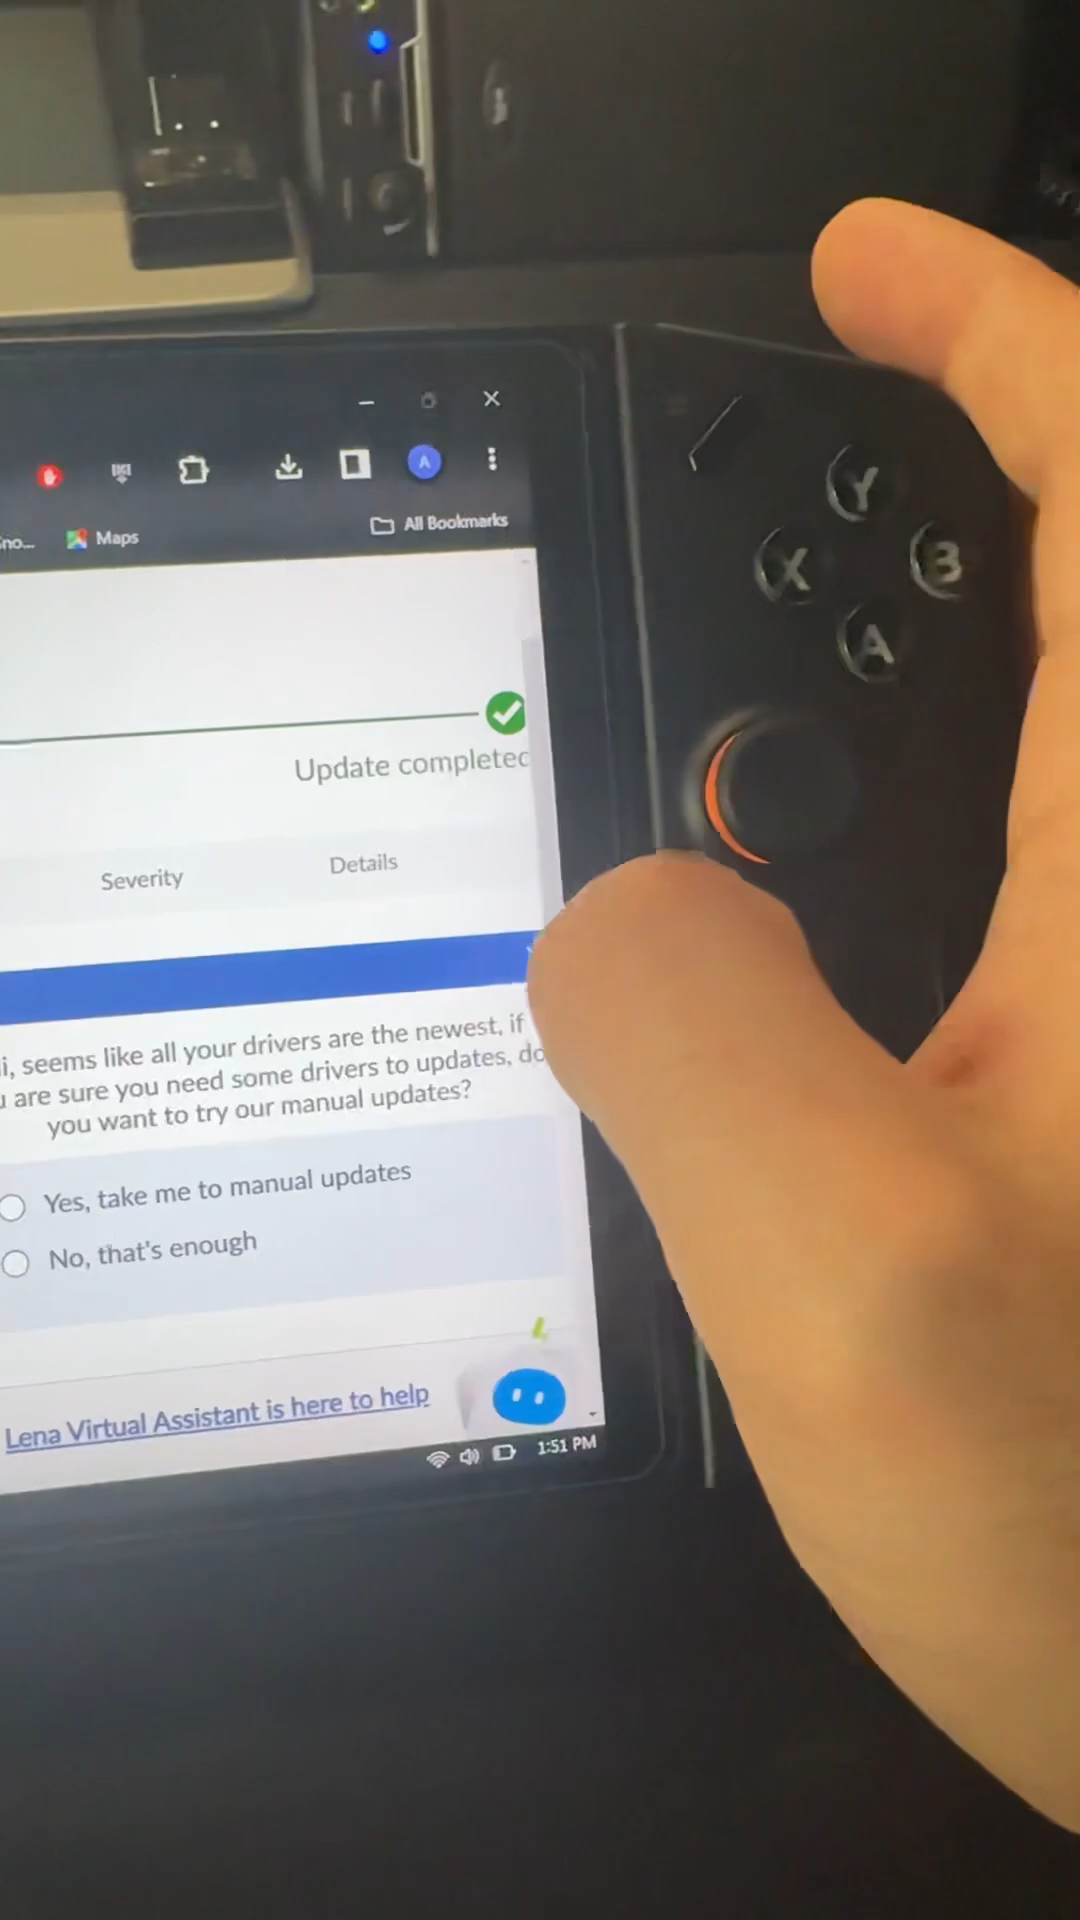 A
Maps
All Bookmarks
Y
X
B
A
Update completed
Severity
Details
i, seems like all your drivers are the newest, if
are sure you need some drivers to updates, do
you want to try our manual updates?
Yes, take me to manual updates
No, that's enough
Lena Virtual Assistant is here to help
1:51 PM